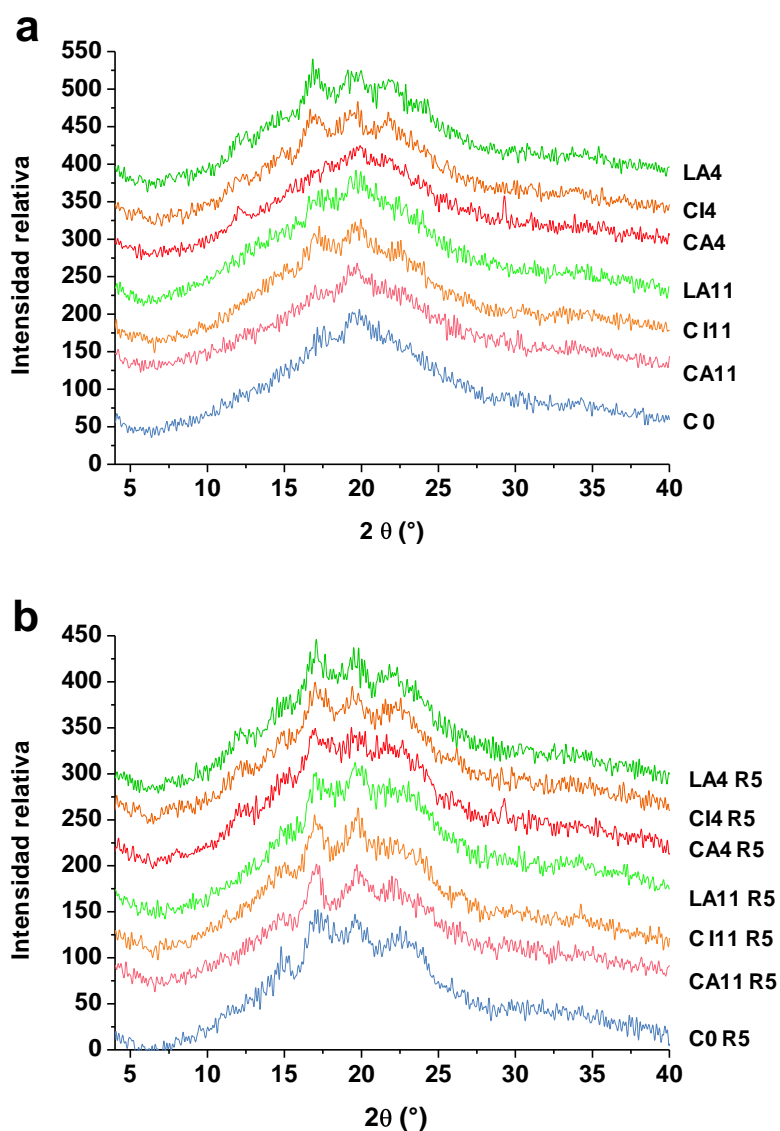 a
550
500
450
400
350
300
250
200
150
100
50
0
Intensidad relativa
LA4
CI4
CA4
LA11
CI11
CA11
C0
5 10 15 20 25 30 35 40
2 θ (°)
b
450
400
350
300
250
200
150
100
50
0
Intensidad relativa
LA4 R5
CI4 R5
CA4 R5
LA11 R5
CI11 R5
CA11 R5
C0 R5
5 10 15 20 25 30 35 40
2θ (°)